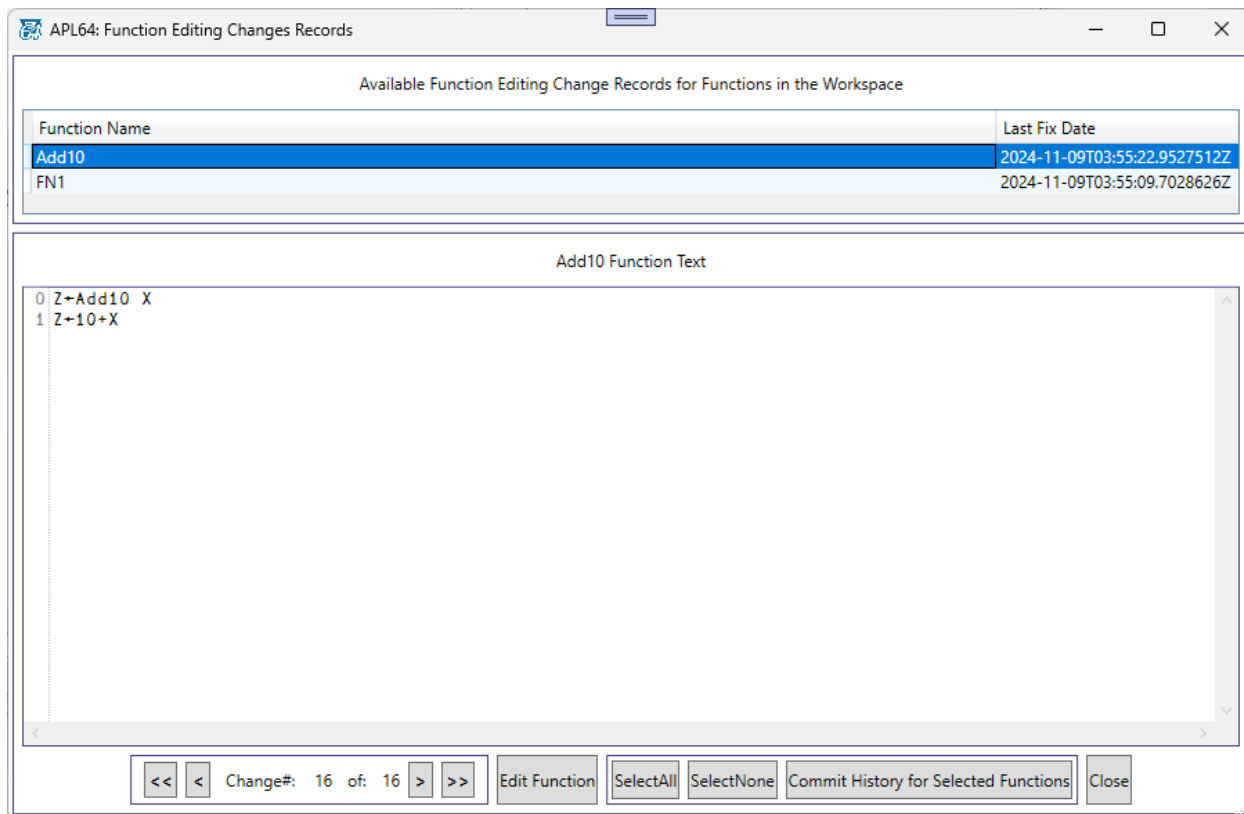 APL64: Function Editing Changes Records
Available Function Editing Change Records for Functions in the Workspace
Function Name Last Fix Date
Add10 2024-11-09T03:55:22.9527512Z
FN1 2024-11-09T03:55:09.7028626Z
Add10 Function Text
0 Z←Add10 X
1 Z←10+X
<< < Change#: 16 of: 16 > >> Edit Function SelectAll SelectNone Commit History for Selected Functions Close